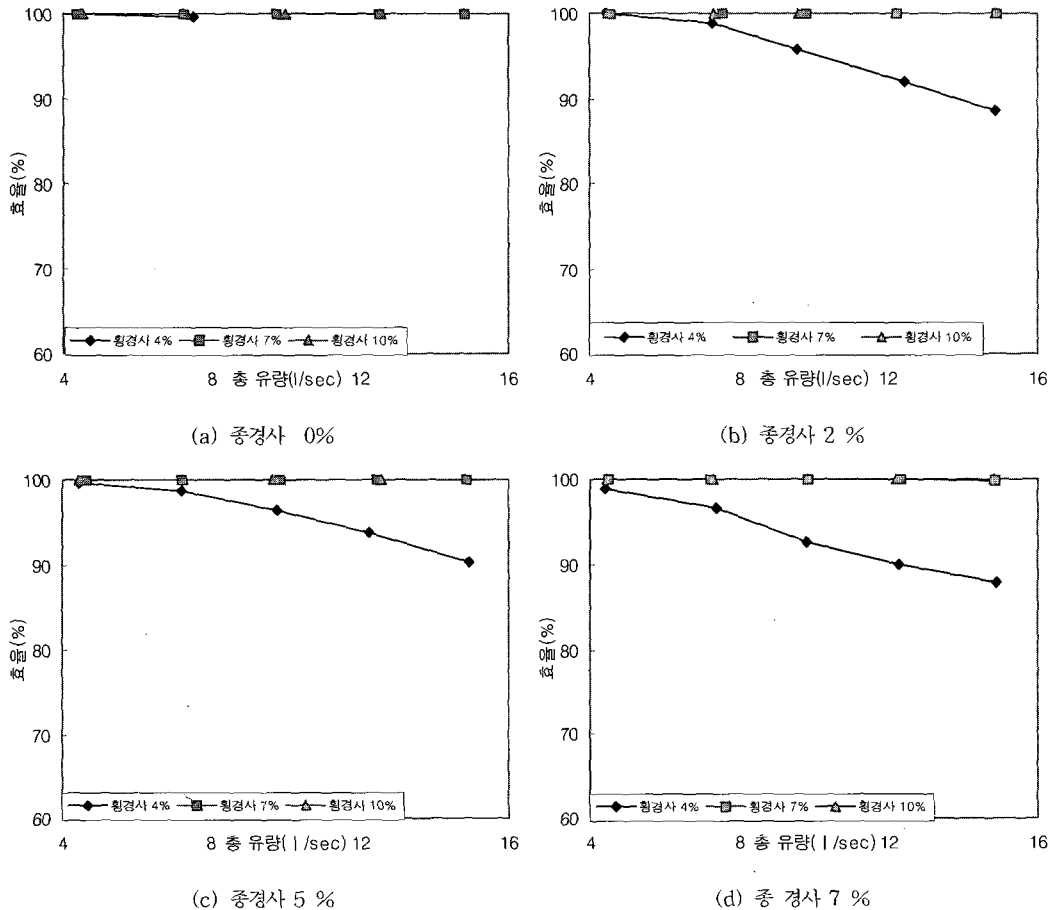 100
90
80
70
60
효율(%)
횡경사 4% 횡경사 7% 횡경사 10%
4 8 총 유량(l/sec) 12 16
(a) 종경사 0%
100
90
80
70
60
효율(%)
횡경사 4% 횡경사 7% 횡경사 10%
4 8 총 유량(l/sec) 12 16
(b) 종경사 2 %
100
90
80
70
60
효율(%)
횡경사 4% 횡경사 7% 횡경사 10%
4 8 총 유량( l /sec) 12 16
(c) 종경사 5 %
100
90
80
70
60
효율(%)
횡경사 4% 횡경사 7% 횡경사 10%
4 8 총 유량( l /sec) 12 16
(d) 종 경사 7 %